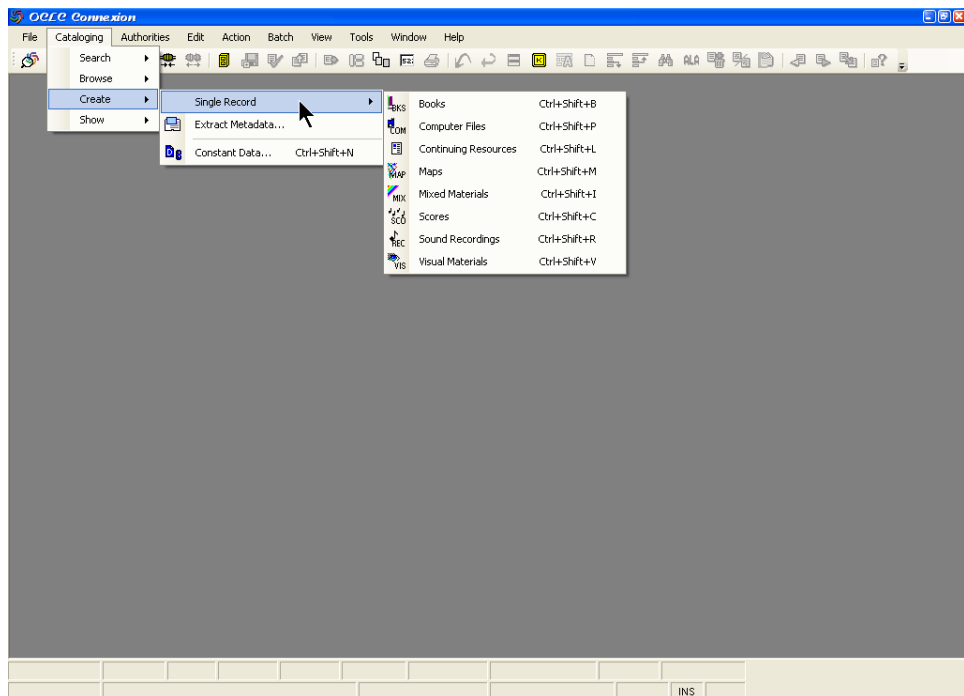 OCLC Connexion
File Cataloging Authorities Edit Action Batch View Tools Window Help
Search
Browse
Create
Show
Single Record
Extract Metadata...
Constant Data... Ctrl+Shift+N
BKS Books Ctrl+Shift+B
COM Computer Files Ctrl+Shift+P
Continuing Resources Ctrl+Shift+L
MAP Maps Ctrl+Shift+M
MIX Mixed Materials Ctrl+Shift+I
SCO Scores Ctrl+Shift+C
REC Sound Recordings Ctrl+Shift+R
VIS Visual Materials Ctrl+Shift+V
ALA
INS